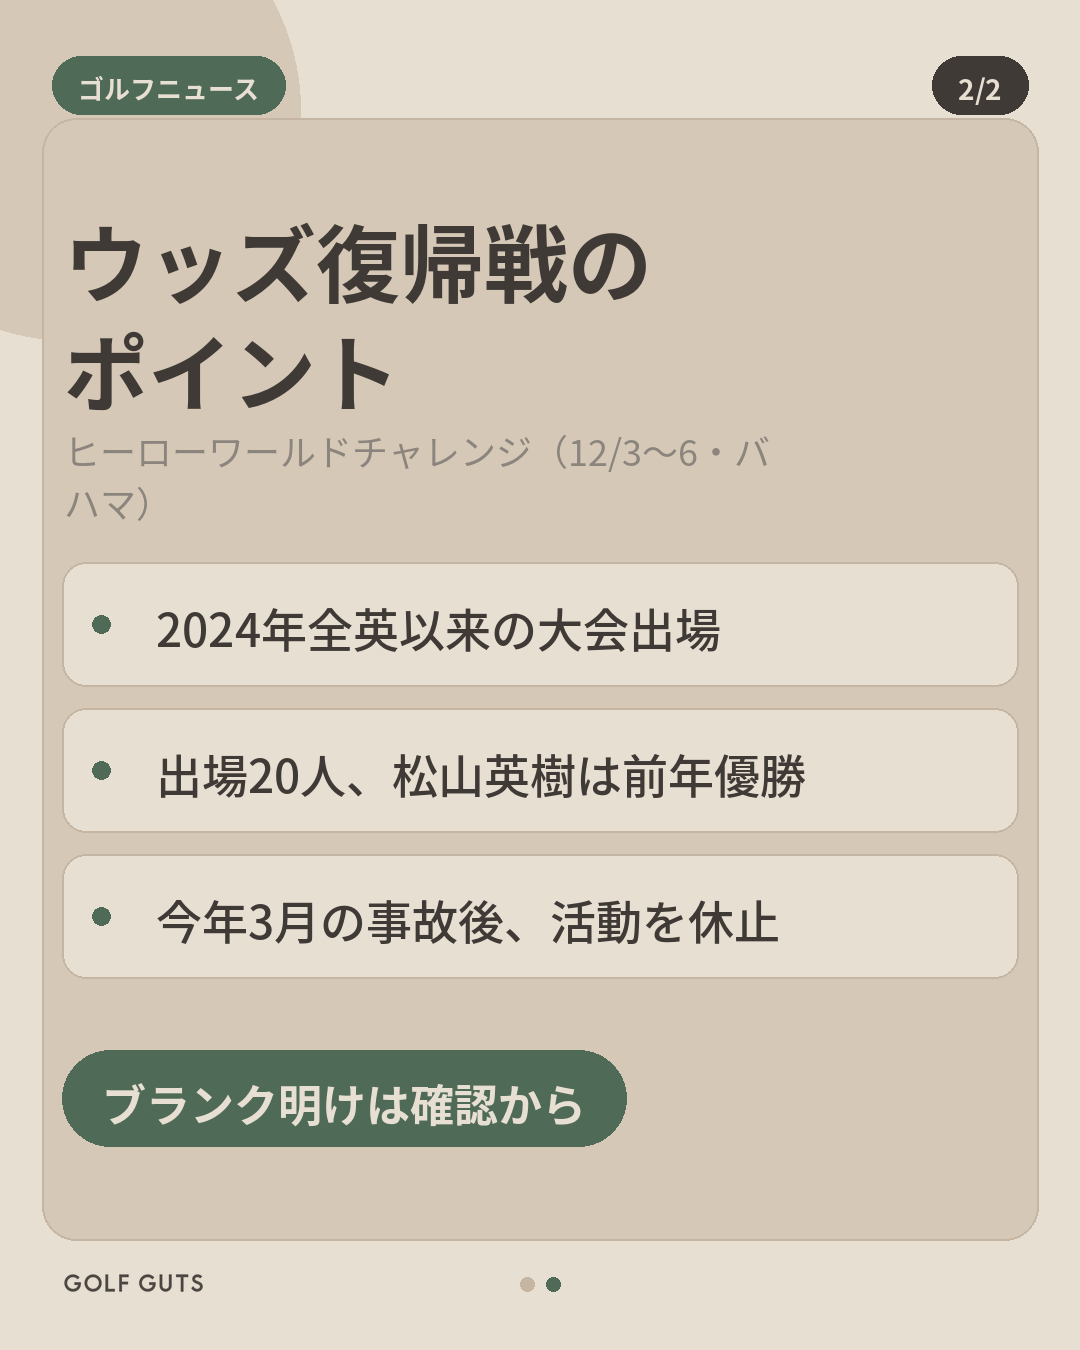 ゴルフニュース
2/2
ウッズ復帰戦の
ポイント
ヒーローワールドチャレンジ（12/3〜6・バ
ハマ）
2024年全英以来の大会出場
出場20人、松山英樹は前年優勝
今年3月の事故後、活動を休止
ブランク明けは確認から
GOLF GUTS